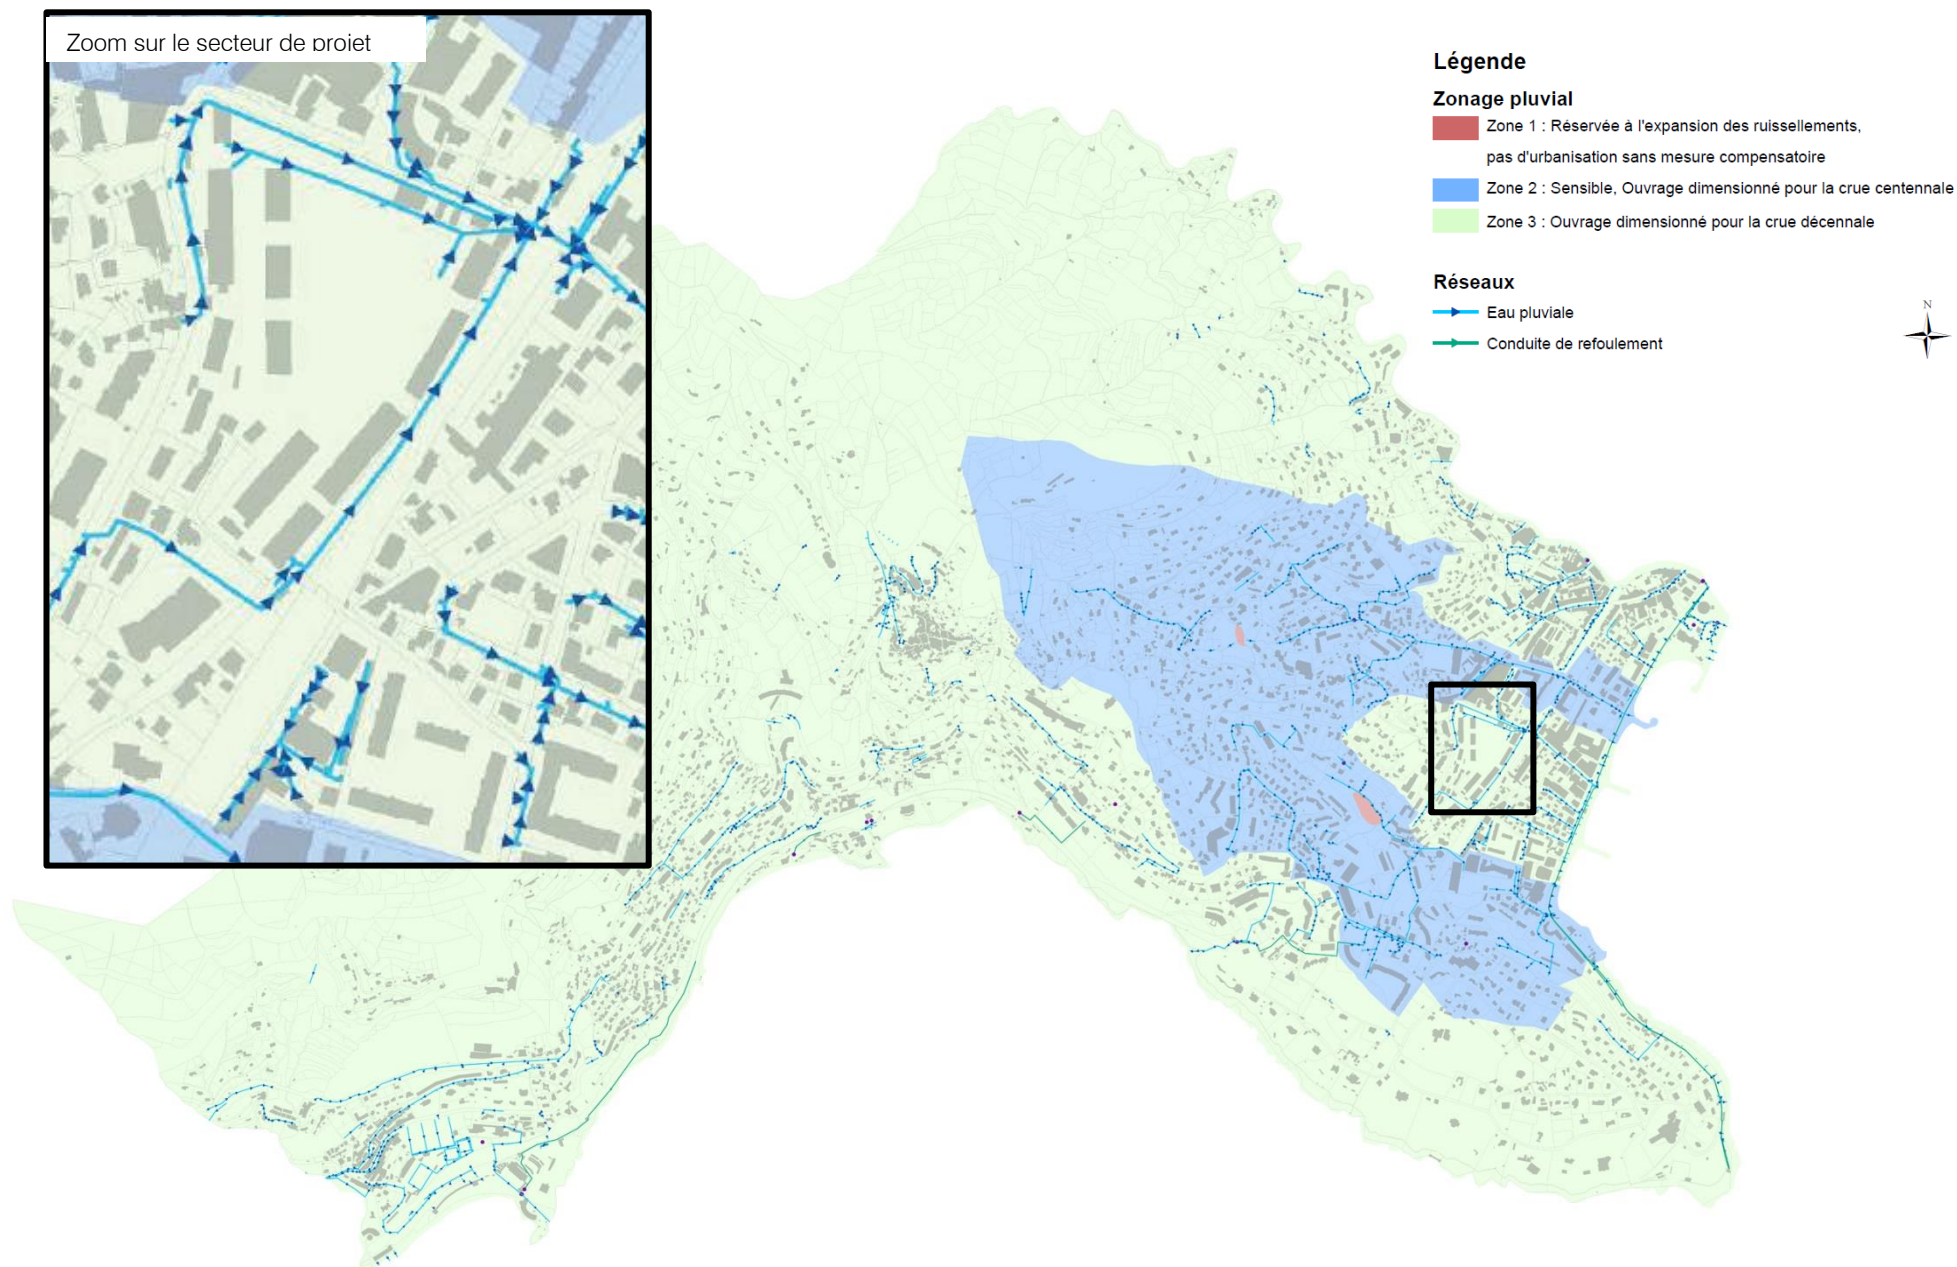 Zoom sur le secteur de projet
Légende
Zonage pluvial
Zone 1 : Réservée à l'expansion des ruissellements,
pas d'urbanisation sans mesure compensatoire
Zone 2 : Sensible, Ouvrage dimensionné pour la crue centennale
Zone 3 : Ouvrage dimensionné pour la crue décennale
Réseaux
Eau pluviale
N
Conduite de refoulement